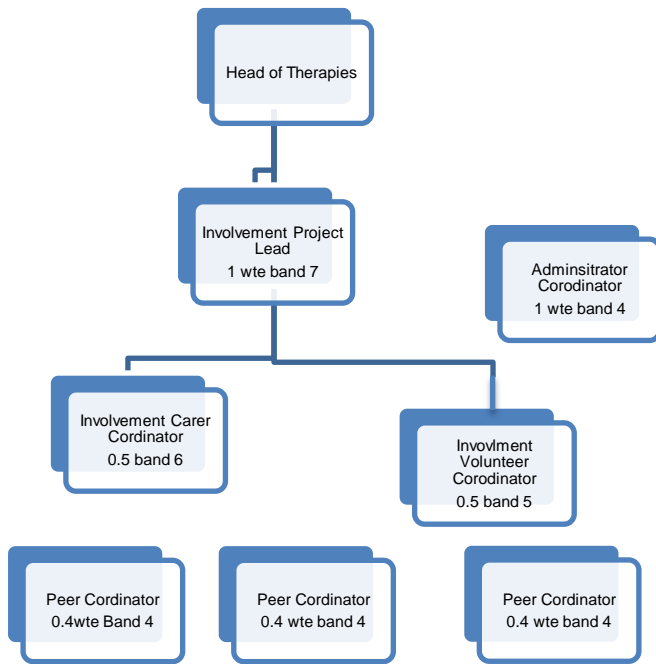 Head of Therapies
Involvement Project
Lead
1 wte band 7
Adminsitrator
Corodinator
1 wte band 4
Involvement Carer
Cordinator
0.5 band 6
Invovlment
Volunteer
Corodinator
0.5 band 5
Peer Cordinator
0.4wte Band 4
Peer Cordinator
0.4 wte band 4
Peer Cordinator
0.4 wte band 4